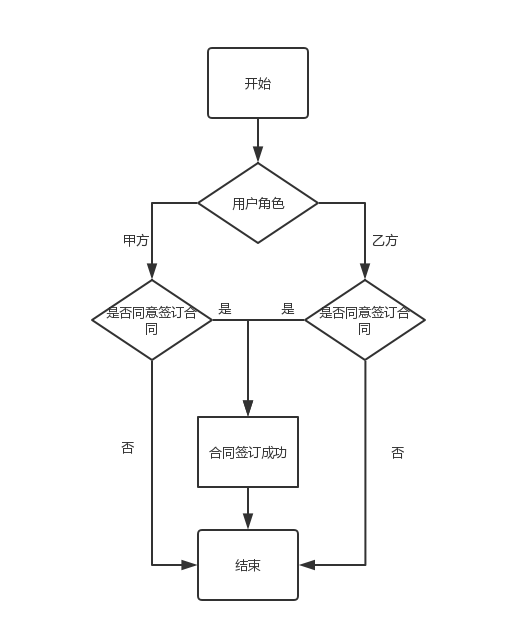 开始
用户角色
甲方
乙方
是否同意签订合
同
是
是
是否同意签订合
同
否
合同签订成功
否
结束